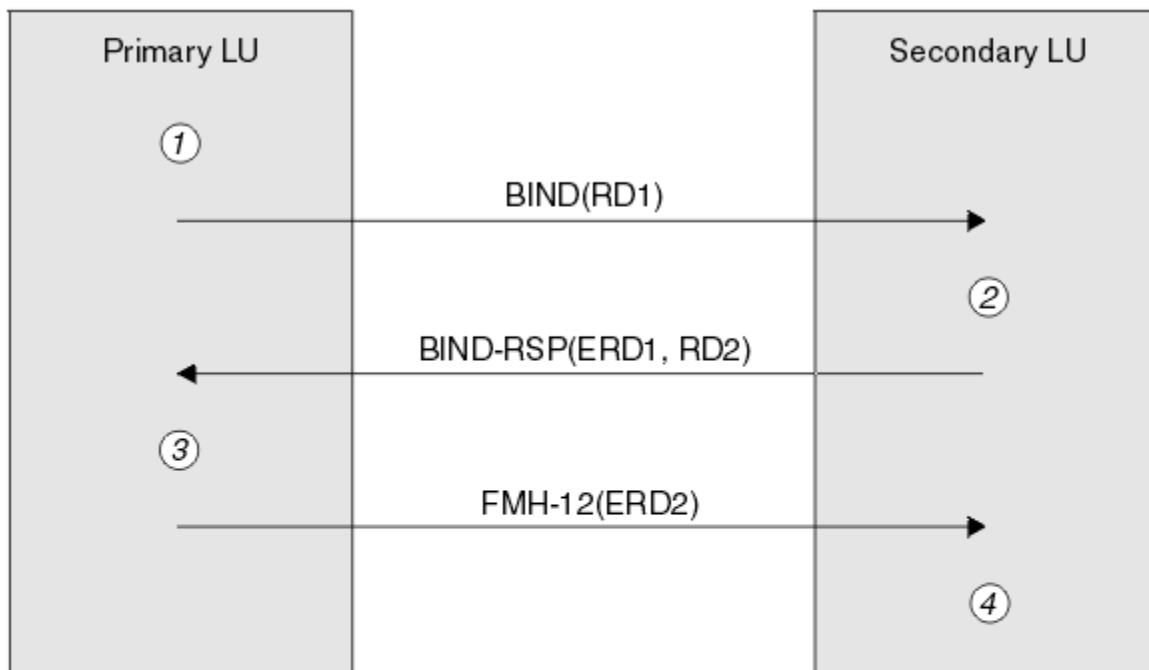 Primary LU
Secondary LU
1
BIND(RD1)
2
BIND-RSP(ERD1, RD2)
3
FMH-12(ERD2)
4